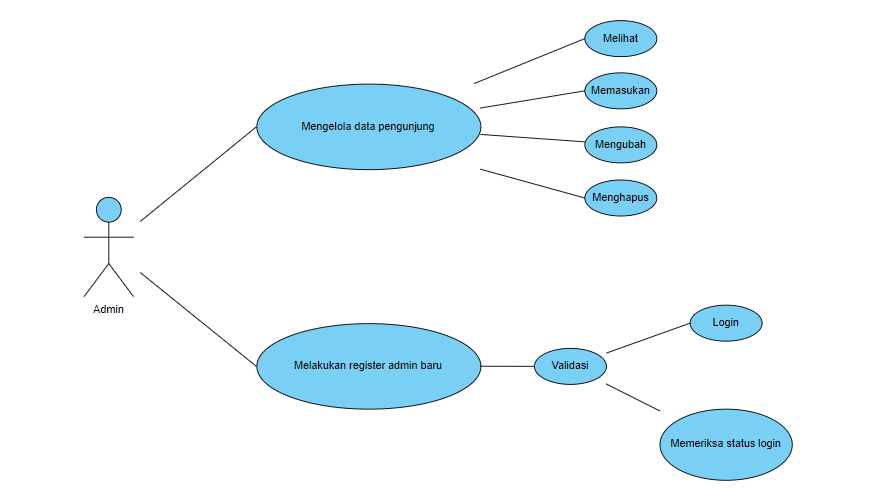 Melihat
Memasukan
Mengelola data pengunjung
Mengubah
Menghapus
Admin
Login
Melakukan register admin baru
Validasi
Memeriksa status login